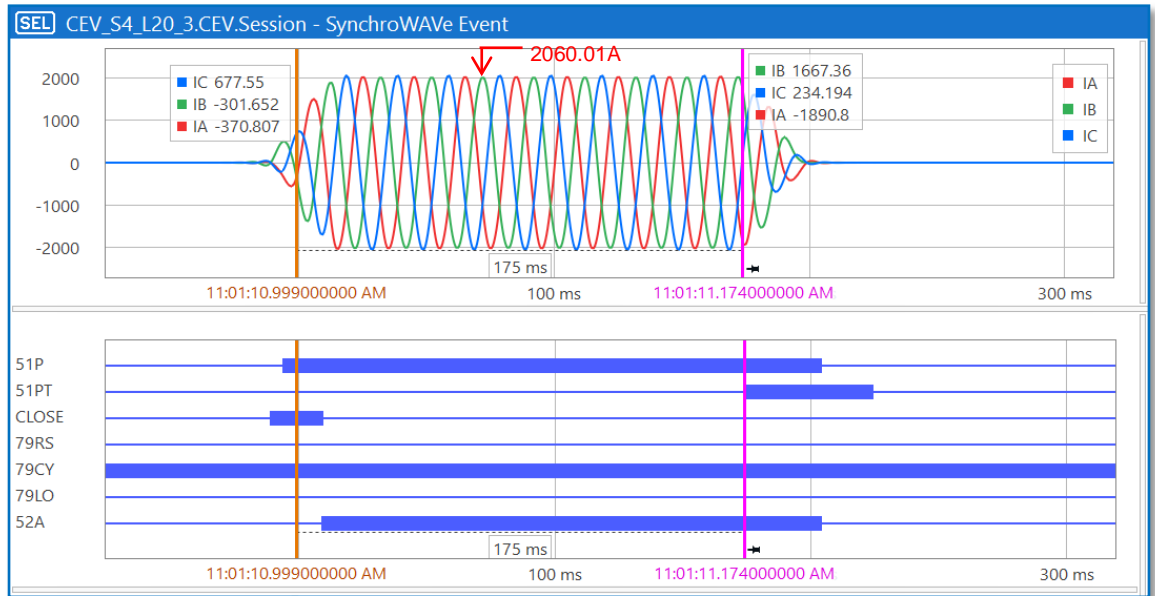 SEL CEV_S4_L20_3.CEV.Session - SynchroWAVe Event
2060.01A
IC 677.55
IB -301.652
IA -370.807
IB 1667.36
IC 234.194
IA -1890.8
IA
IB
IC
2000
1000
0
-1000
-2000
175 ms
11:01:10.999000000 AM 100 ms 11:01:11.174000000 AM 300 ms
51P
51PT
CLOSE
79RS
79CY
79LO
52A
175 ms
11:01:10.999000000 AM 100 ms 11:01:11.174000000 AM 300 ms